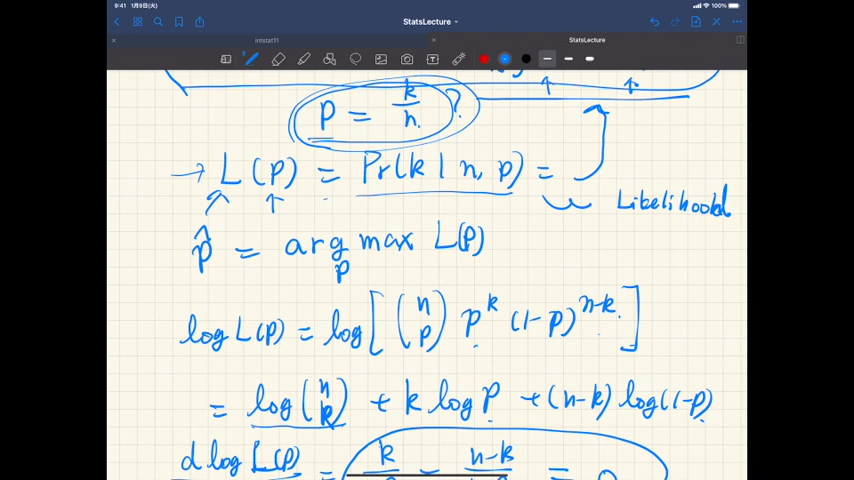 9:41 1月9日(火)
100%
StatsLecture
intstat11
StatsLecture
p = k/n ?
→ L(p) = Pr(k | n, p) =
Likelihood
p̂ = arg max L(p)
p
log L(p) = log[ (n p) p^k (1-p)^{n-k} ]
= log (n k) + k log p + (n-k) log(1-p)
d log L(p) = k - n-k = 0